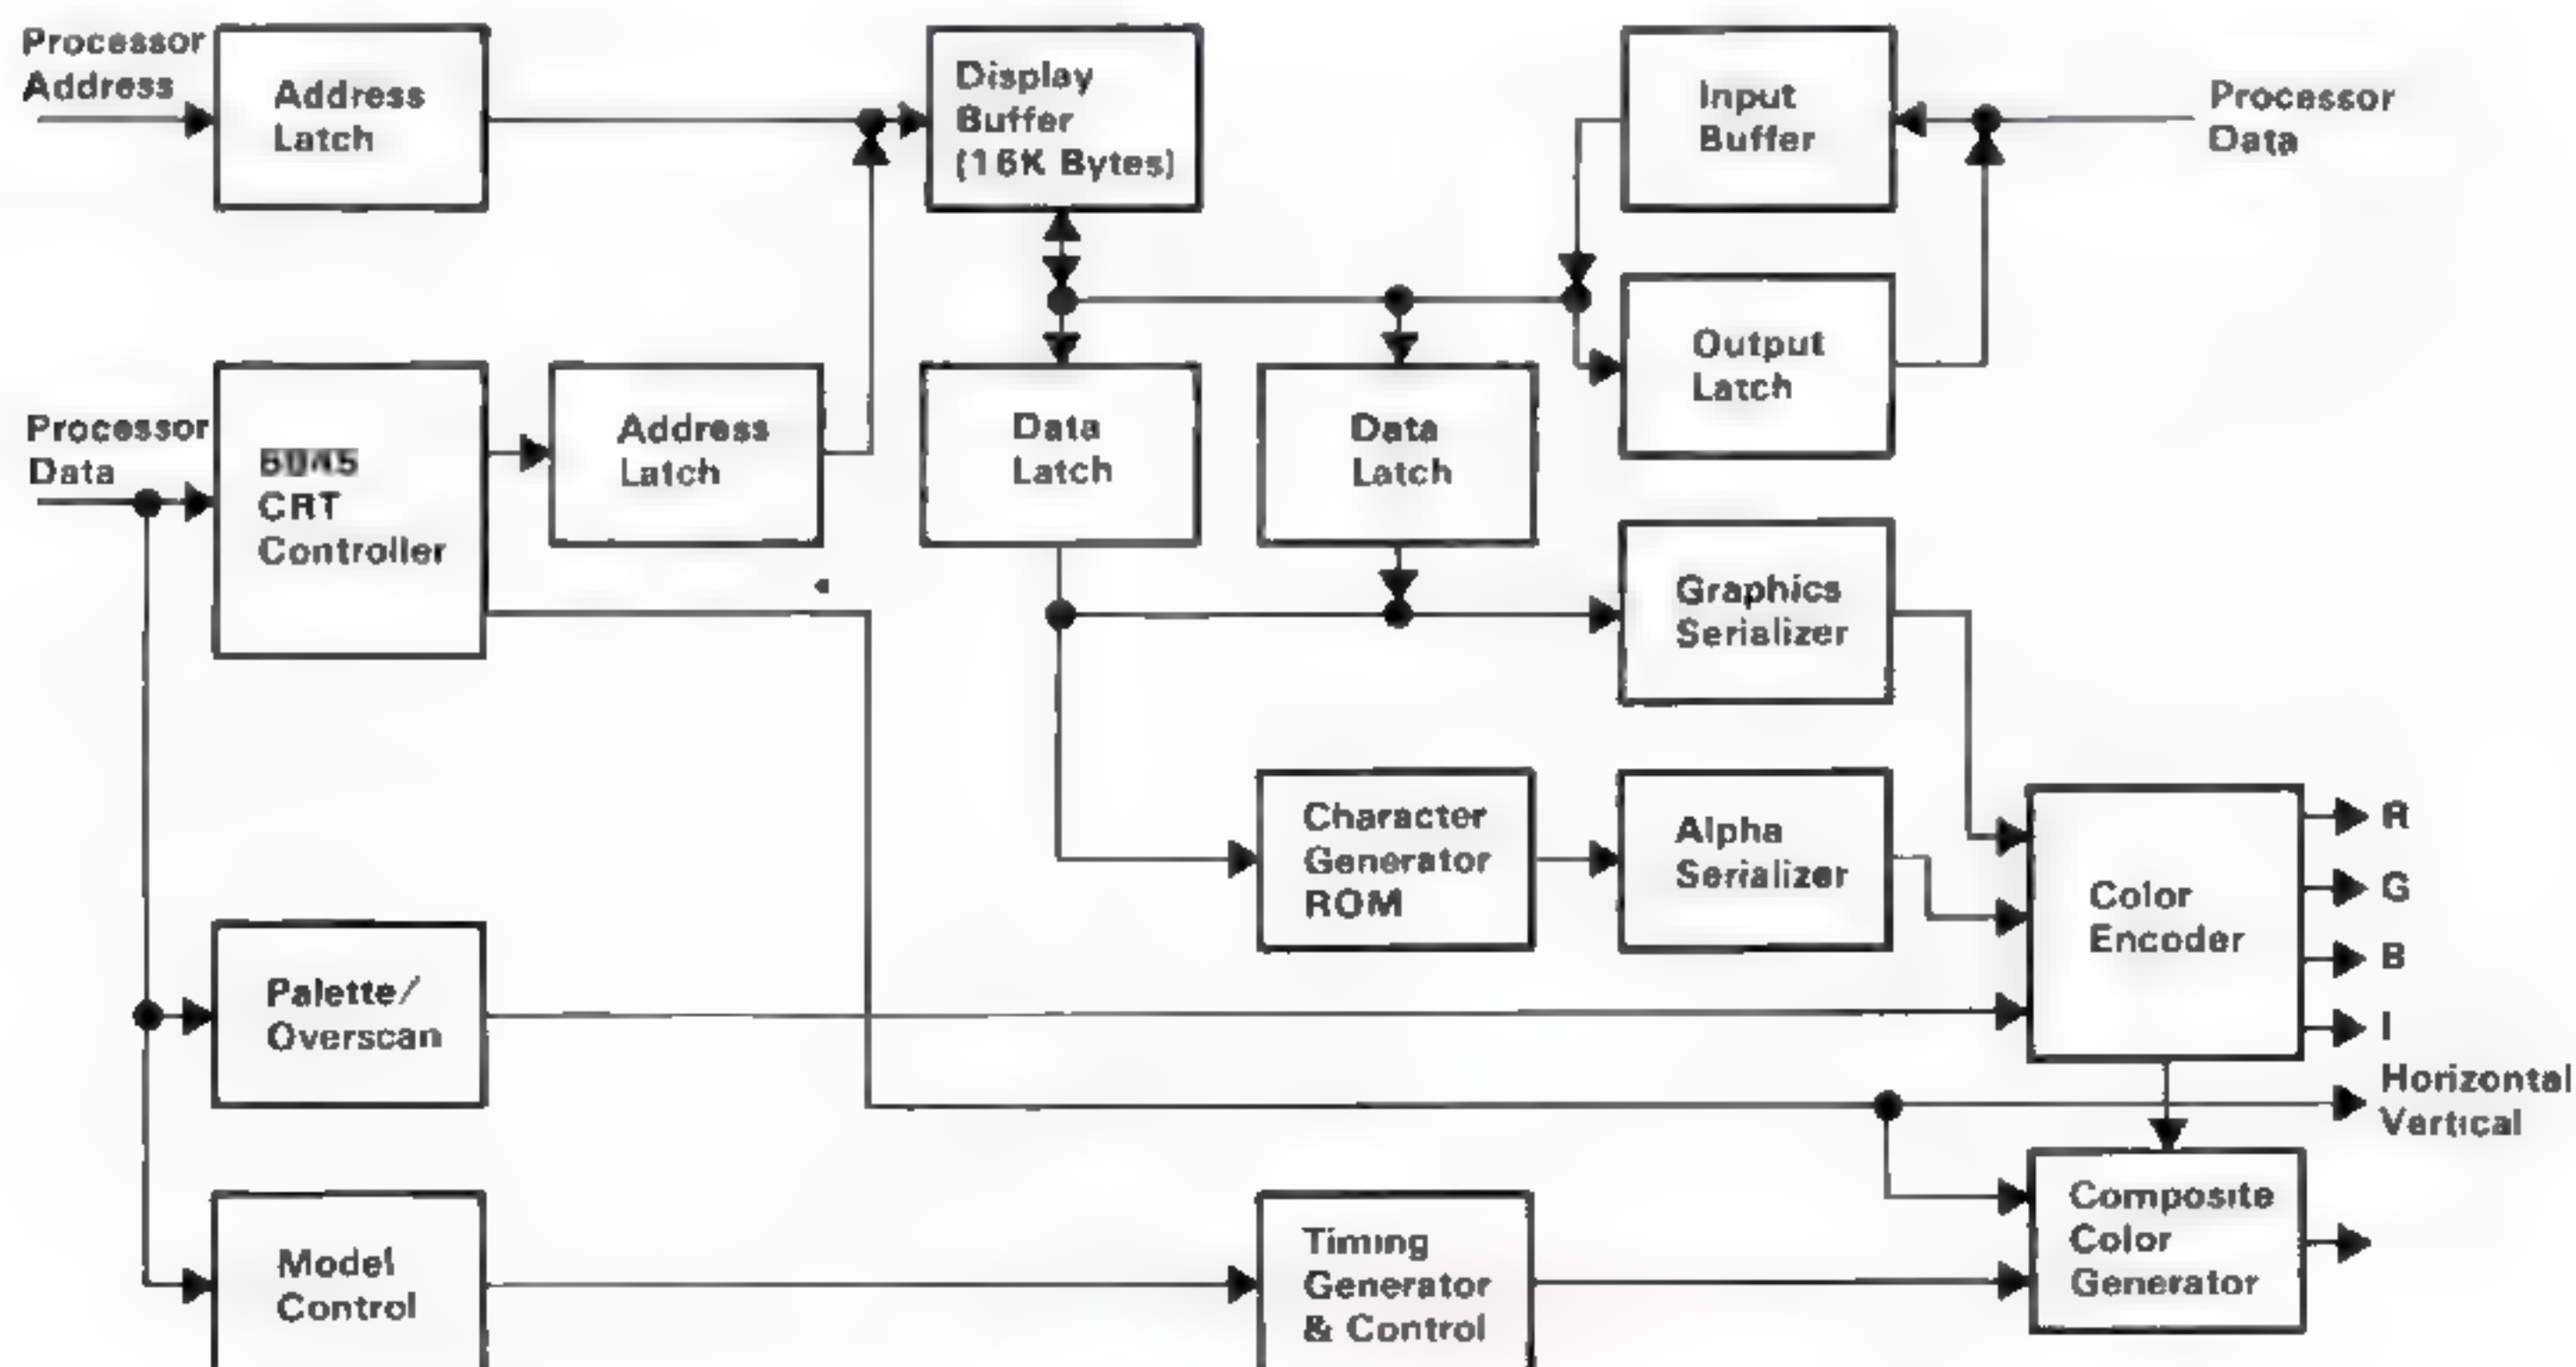 Processor
Address
Address
Latch
Display
Buffer
(16K Bytes)
Input
Buffer
Processor
Data
Processor
Data
CRT
Controller
Address
Latch
Data
Latch
Data
Latch
Output
Latch
Graphics
Serializer
Character
Generator
ROM
Alpha
Serializer
Color
Encoder
R
G
B
I
Palette/
Overscan
Horizontal
Vertical
Model
Control
Timing
Generator
& Control
Composite
Color
Generator